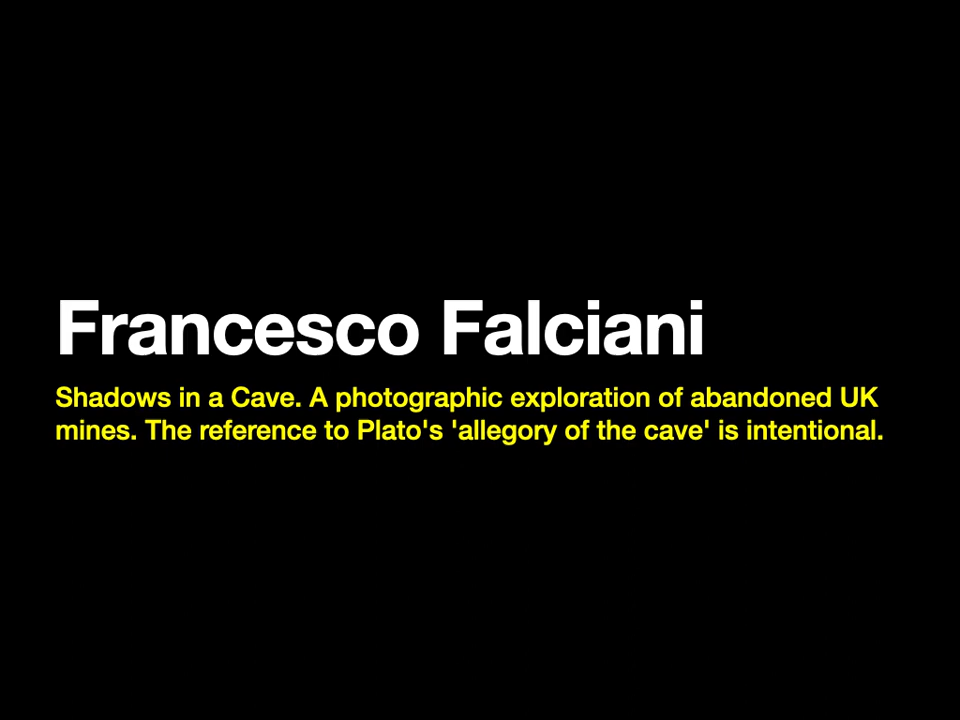 Francesco Falciani
Shadows in a Cave. A photographic exploration of abandoned UK
mines. The reference to Plato's 'allegory of the cave' is intentional.